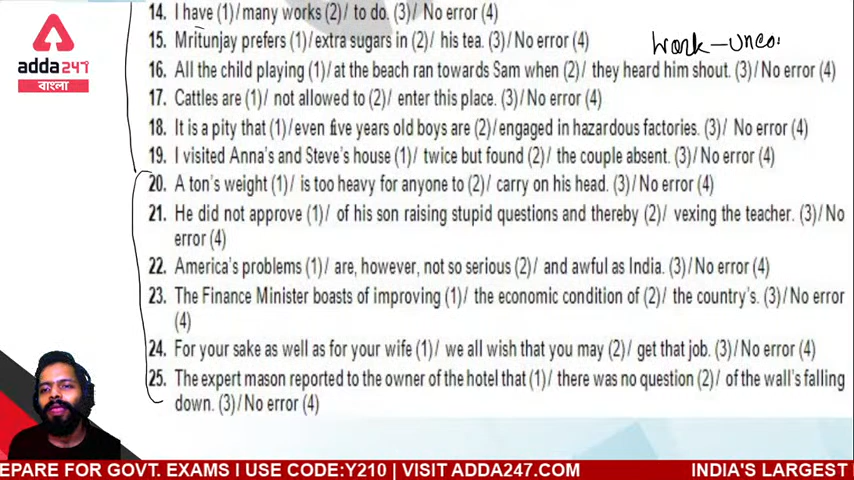 14. I have (1)/many works (2)/ to do. (3)/ No error (4)
15. Mritunjay prefers (1)/extra sugars in (2)/ his tea. (3)/No error (4)
work – unco
16. All the child playing (1)/at the beach ran towards Sam when (2)/ they heard him shout. (3)/ No error (4)
17. Cattles are (1)/ not allowed to (2)/ enter this place. (3)/ No error (4)
18. It is a pity that (1)/even five years old boys are (2)/engaged in hazardous factories. (3)/ No error (4)
19. I visited Anna's and Steve's house (1)/ twice but found (2)/ the couple absent. (3)/ No error (4)
20. A ton's weight (1)/ is too heavy for anyone to (2)/ carry on his head. (3)/ No error (4)
21. He did not approve (1)/ of his son raising stupid questions and thereby (2)/ vexing the teacher. (3)/No
error (4)
22. America's problems (1)/ are, however, not so serious (2)/ and awful as India. (3)/ No error (4)
23. The Finance Minister boasts of improving (1)/ the economic condition of (2)/ the country's. (3)/No error
(4)
24. For your sake as well as for your wife (1)/ we all wish that you may (2)/ get that job. (3)/ No error (4)
25. The expert mason reported to the owner of the hotel that (1)/ there was no question (2)/ of the wall's falling
down. (3)/No error (4)
adda247
বাংলা
EPARE FOR GOVT. EXAMS I USE CODE:Y210 | VISIT ADDA247.COM
INDIA'S LARGEST